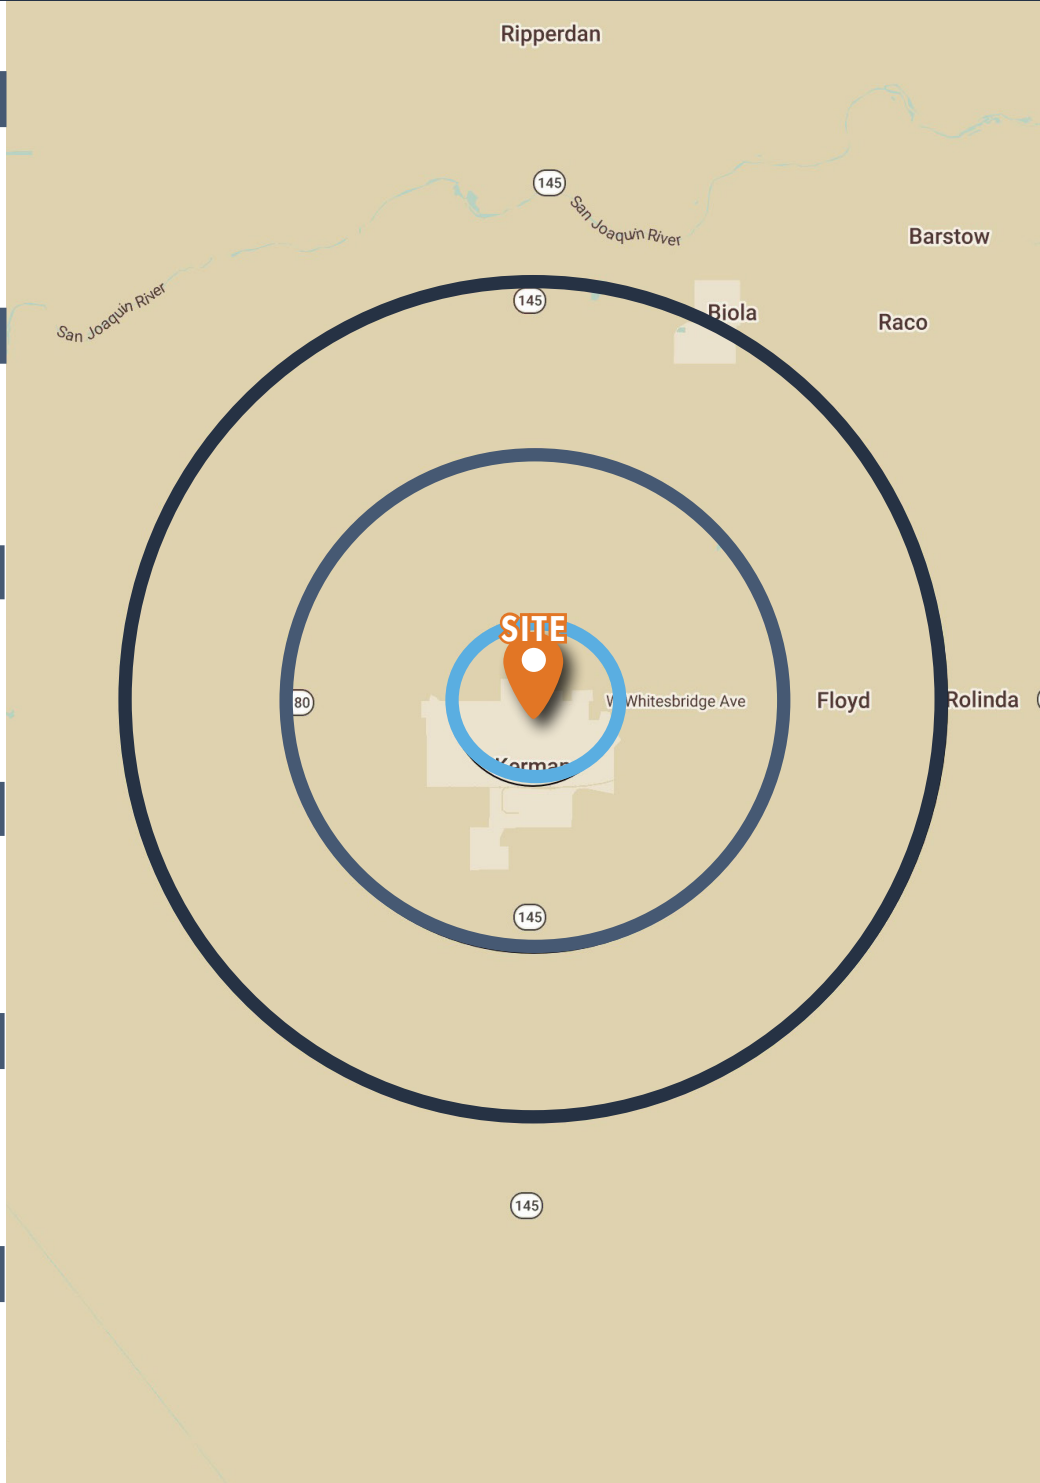 Ripperdan
145
San Joaquin River
Barstow
San Joaquin River
145
Biola
Raco
SITE
80
W Whitesbridge Ave
Floyd
Rolinda
Kerman
145
145